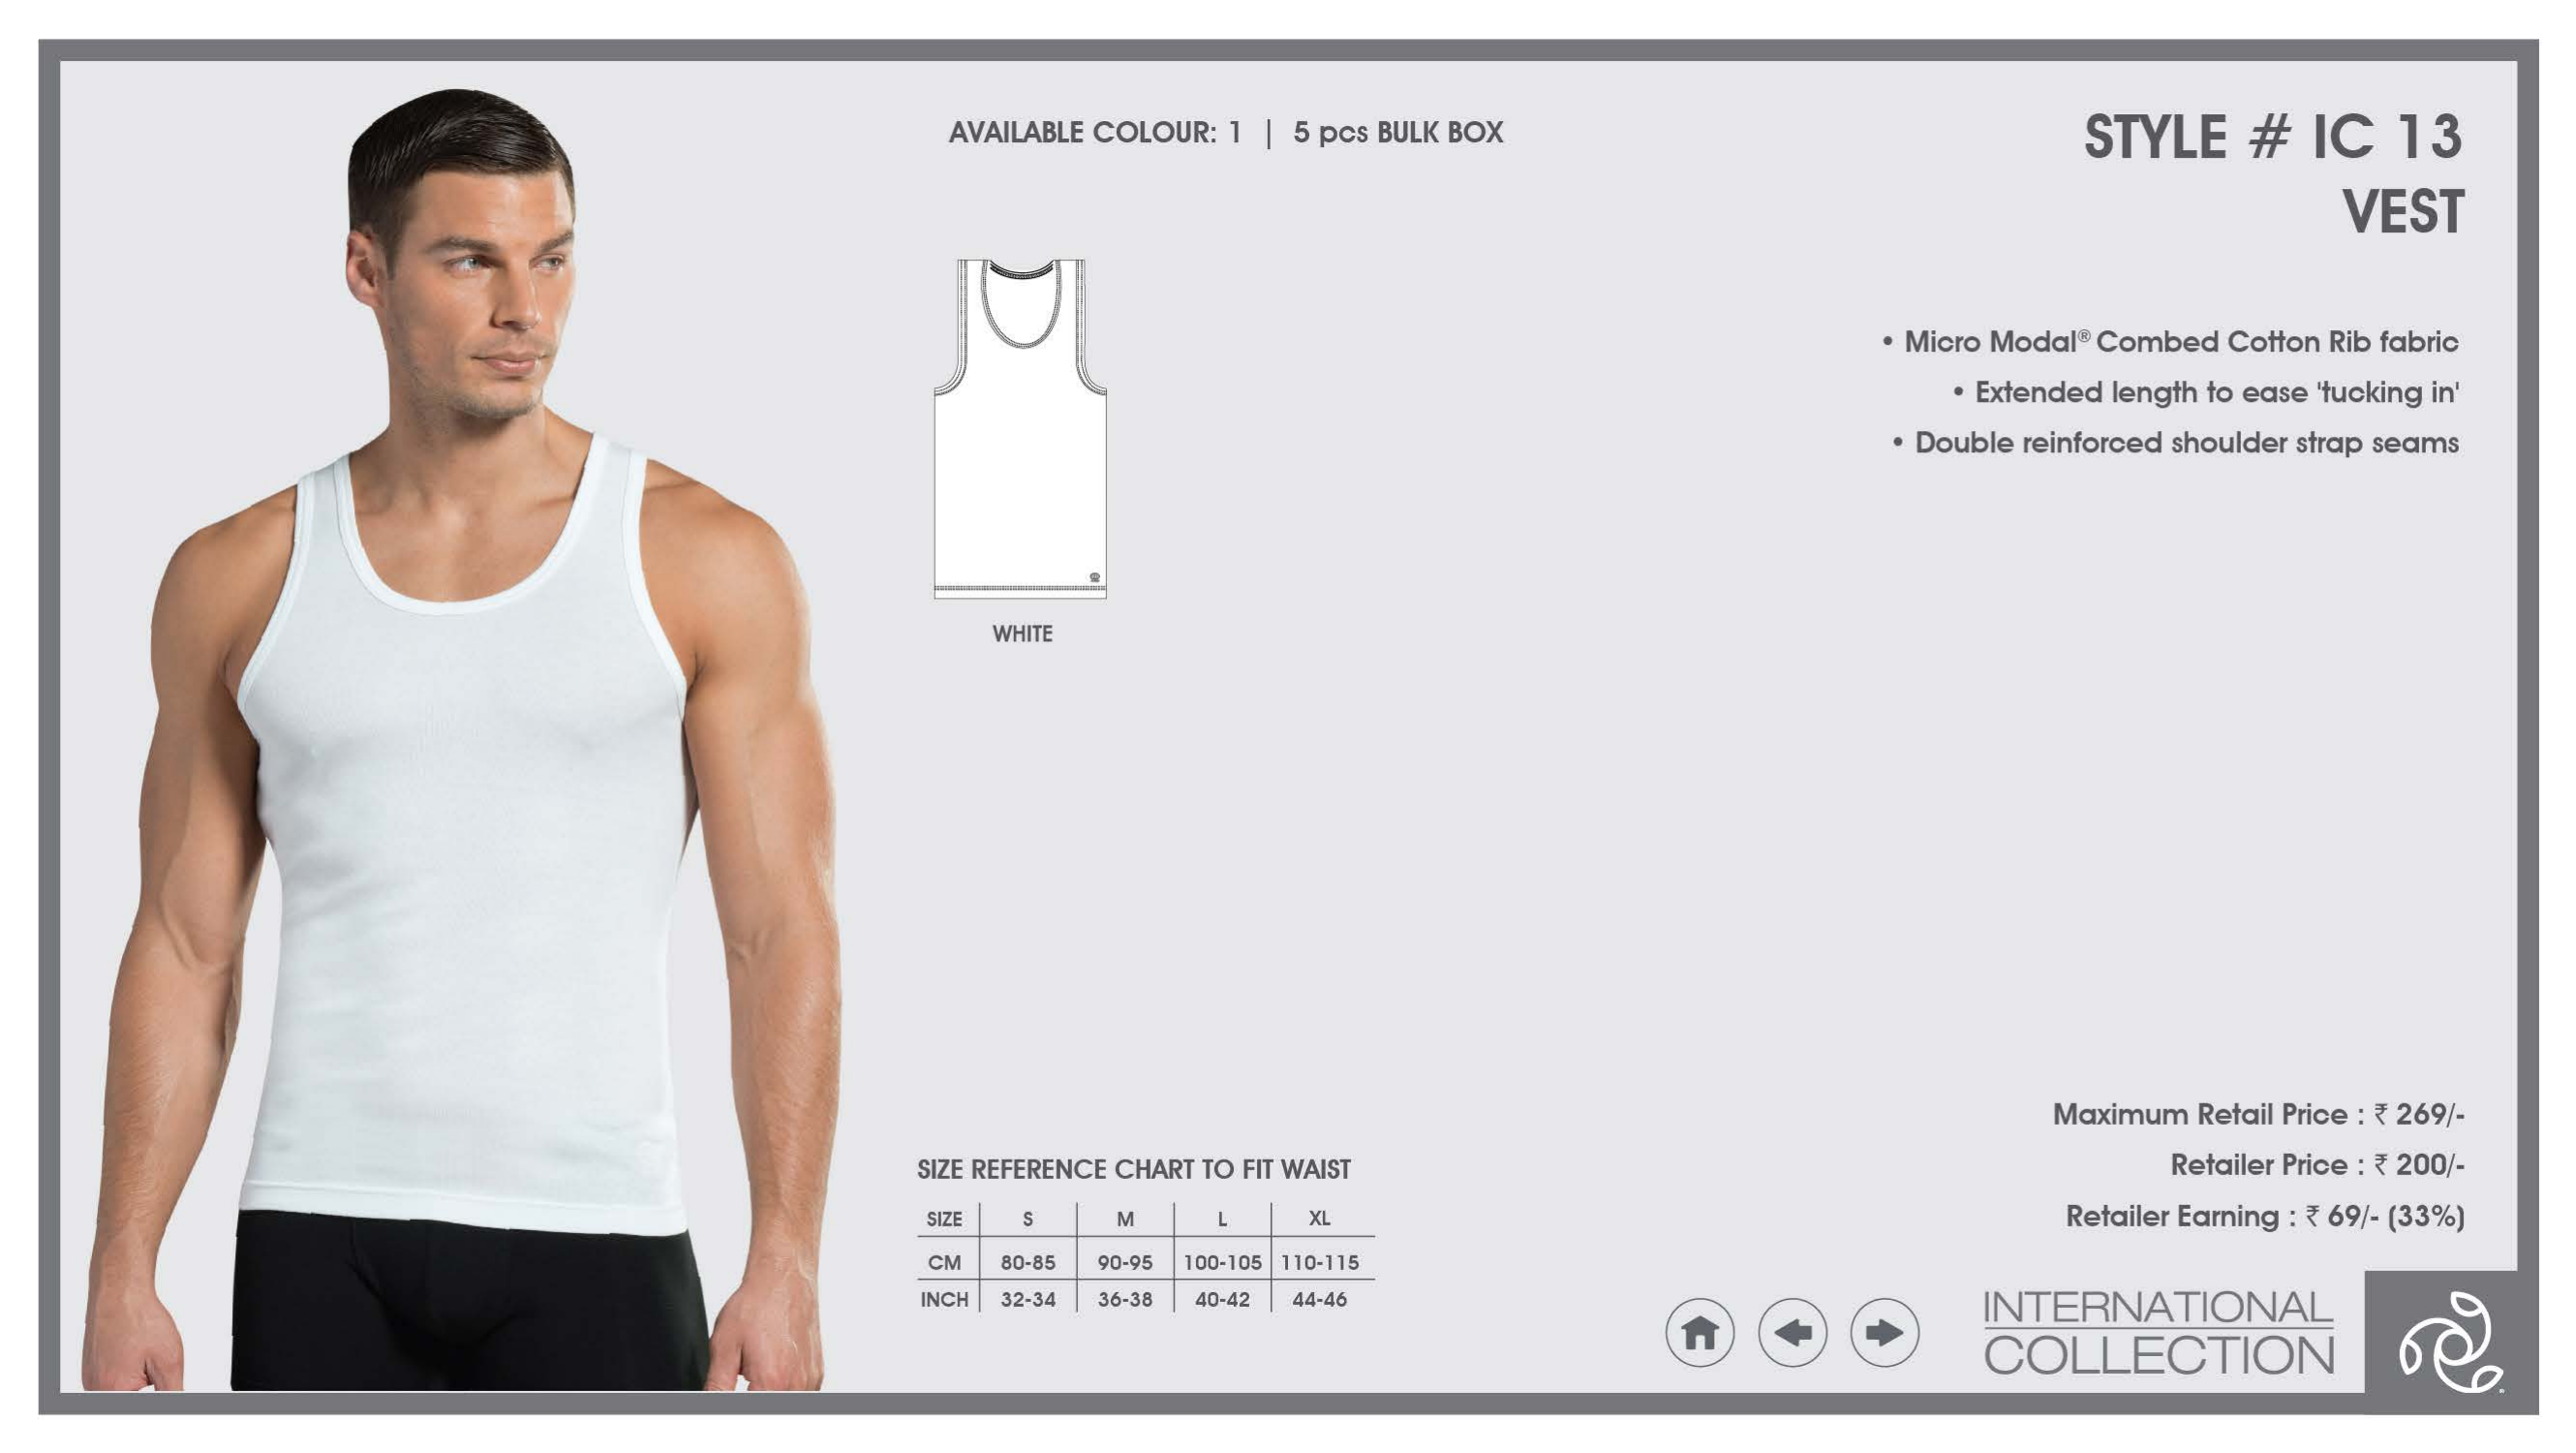 AVAILABLE COLOUR: 1 | 5 pcs BULK BOX
STYLE # IC 13
VEST
• Micro Modal® Combed Cotton Rib fabric
• Extended length to ease 'tucking in'
• Double reinforced shoulder strap seams
WHITE
Maximum Retail Price : ₹ 269/-
Retailer Price : ₹ 200/-
Retailer Earning : ₹ 69/- (33%)
SIZE REFERENCE CHART TO FIT WAIST
SIZE S M L XL
CM 80-85 90-95 100-105 110-115
INCH 32-34 36-38 40-42 44-46
INTERNATIONAL
COLLECTION